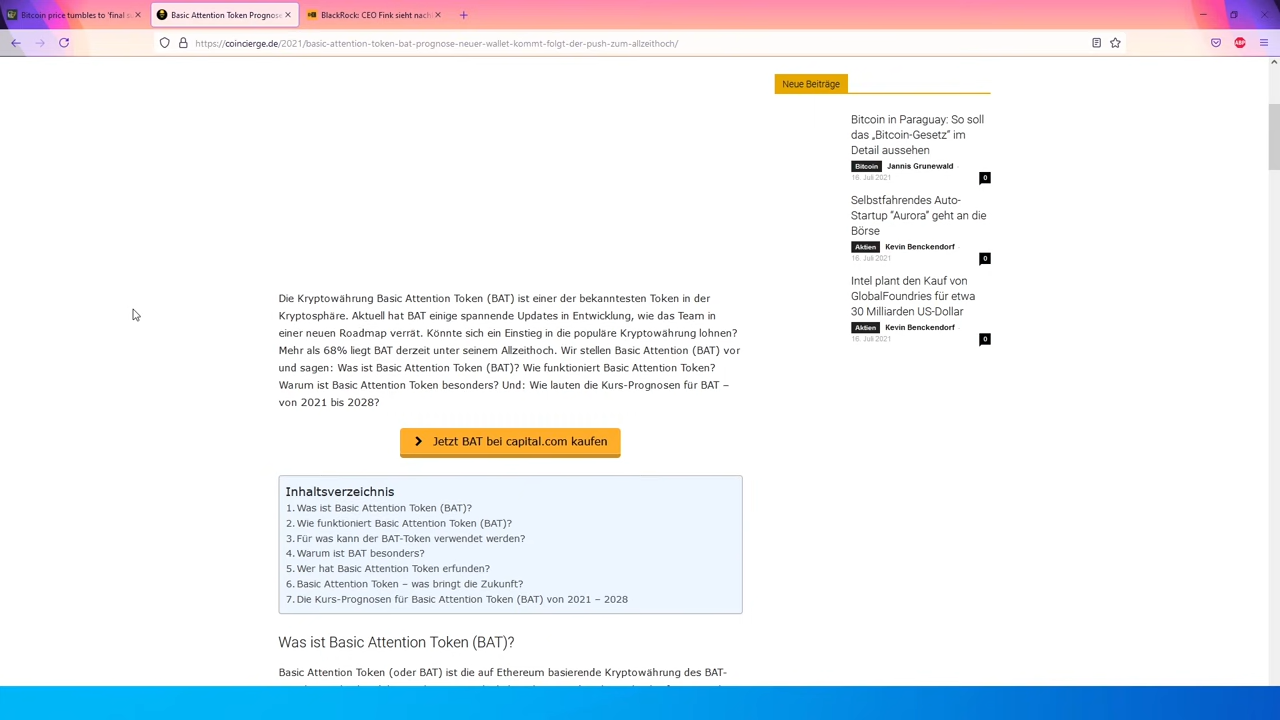 Bitcoin price tumbles to 'final s
Basic Attention Token Prognose
BlackRock: CEO Fink sieht nach
https://coincierge.de/2021/basic-attention-token-bat-prognose-neuer-wallet-kommt-folgt-der-push-zum-allzeithoch/
ABP
Neue Beiträge
Bitcoin in Paraguay: So soll
das „Bitcoin-Gesetz“ im
Detail aussehen
Bitcoin Jannis Grunewald -
16. Juli 2021 0
Selbstfahrendes Auto-
Startup “Aurora” geht an die
Börse
Aktien Kevin Benckendorf
16. Juli 2021 0
Intel plant den Kauf von
GlobalFoundries für etwa
30 Milliarden US-Dollar
Aktien Kevin Benckendorf
16. Juli 2021 0
Die Kryptowährung Basic Attention Token (BAT) ist einer der bekanntesten Token in der
Kryptosphäre. Aktuell hat BAT einige spannende Updates in Entwicklung, wie das Team in
einer neuen Roadmap verrät. Könnte sich ein Einstieg in die populäre Kryptowährung lohnen?
Mehr als 68% liegt BAT derzeit unter seinem Allzeithoch. Wir stellen Basic Attention (BAT) vor
und sagen: Was ist Basic Attention Token (BAT)? Wie funktioniert Basic Attention Token?
Warum ist Basic Attention Token besonders? Und: Wie lauten die Kurs-Prognosen für BAT –
von 2021 bis 2028?
Jetzt BAT bei capital.com kaufen
Inhaltsverzeichnis
1. Was ist Basic Attention Token (BAT)?
2. Wie funktioniert Basic Attention Token (BAT)?
3. Für was kann der BAT-Token verwendet werden?
4. Warum ist BAT besonders?
5. Wer hat Basic Attention Token erfunden?
6. Basic Attention Token – was bringt die Zukunft?
7. Die Kurs-Prognosen für Basic Attention Token (BAT) von 2021 – 2028
Was ist Basic Attention Token (BAT)?
Basic Attention Token (oder BAT) ist die auf Ethereum basierende Kryptowährung des BAT-